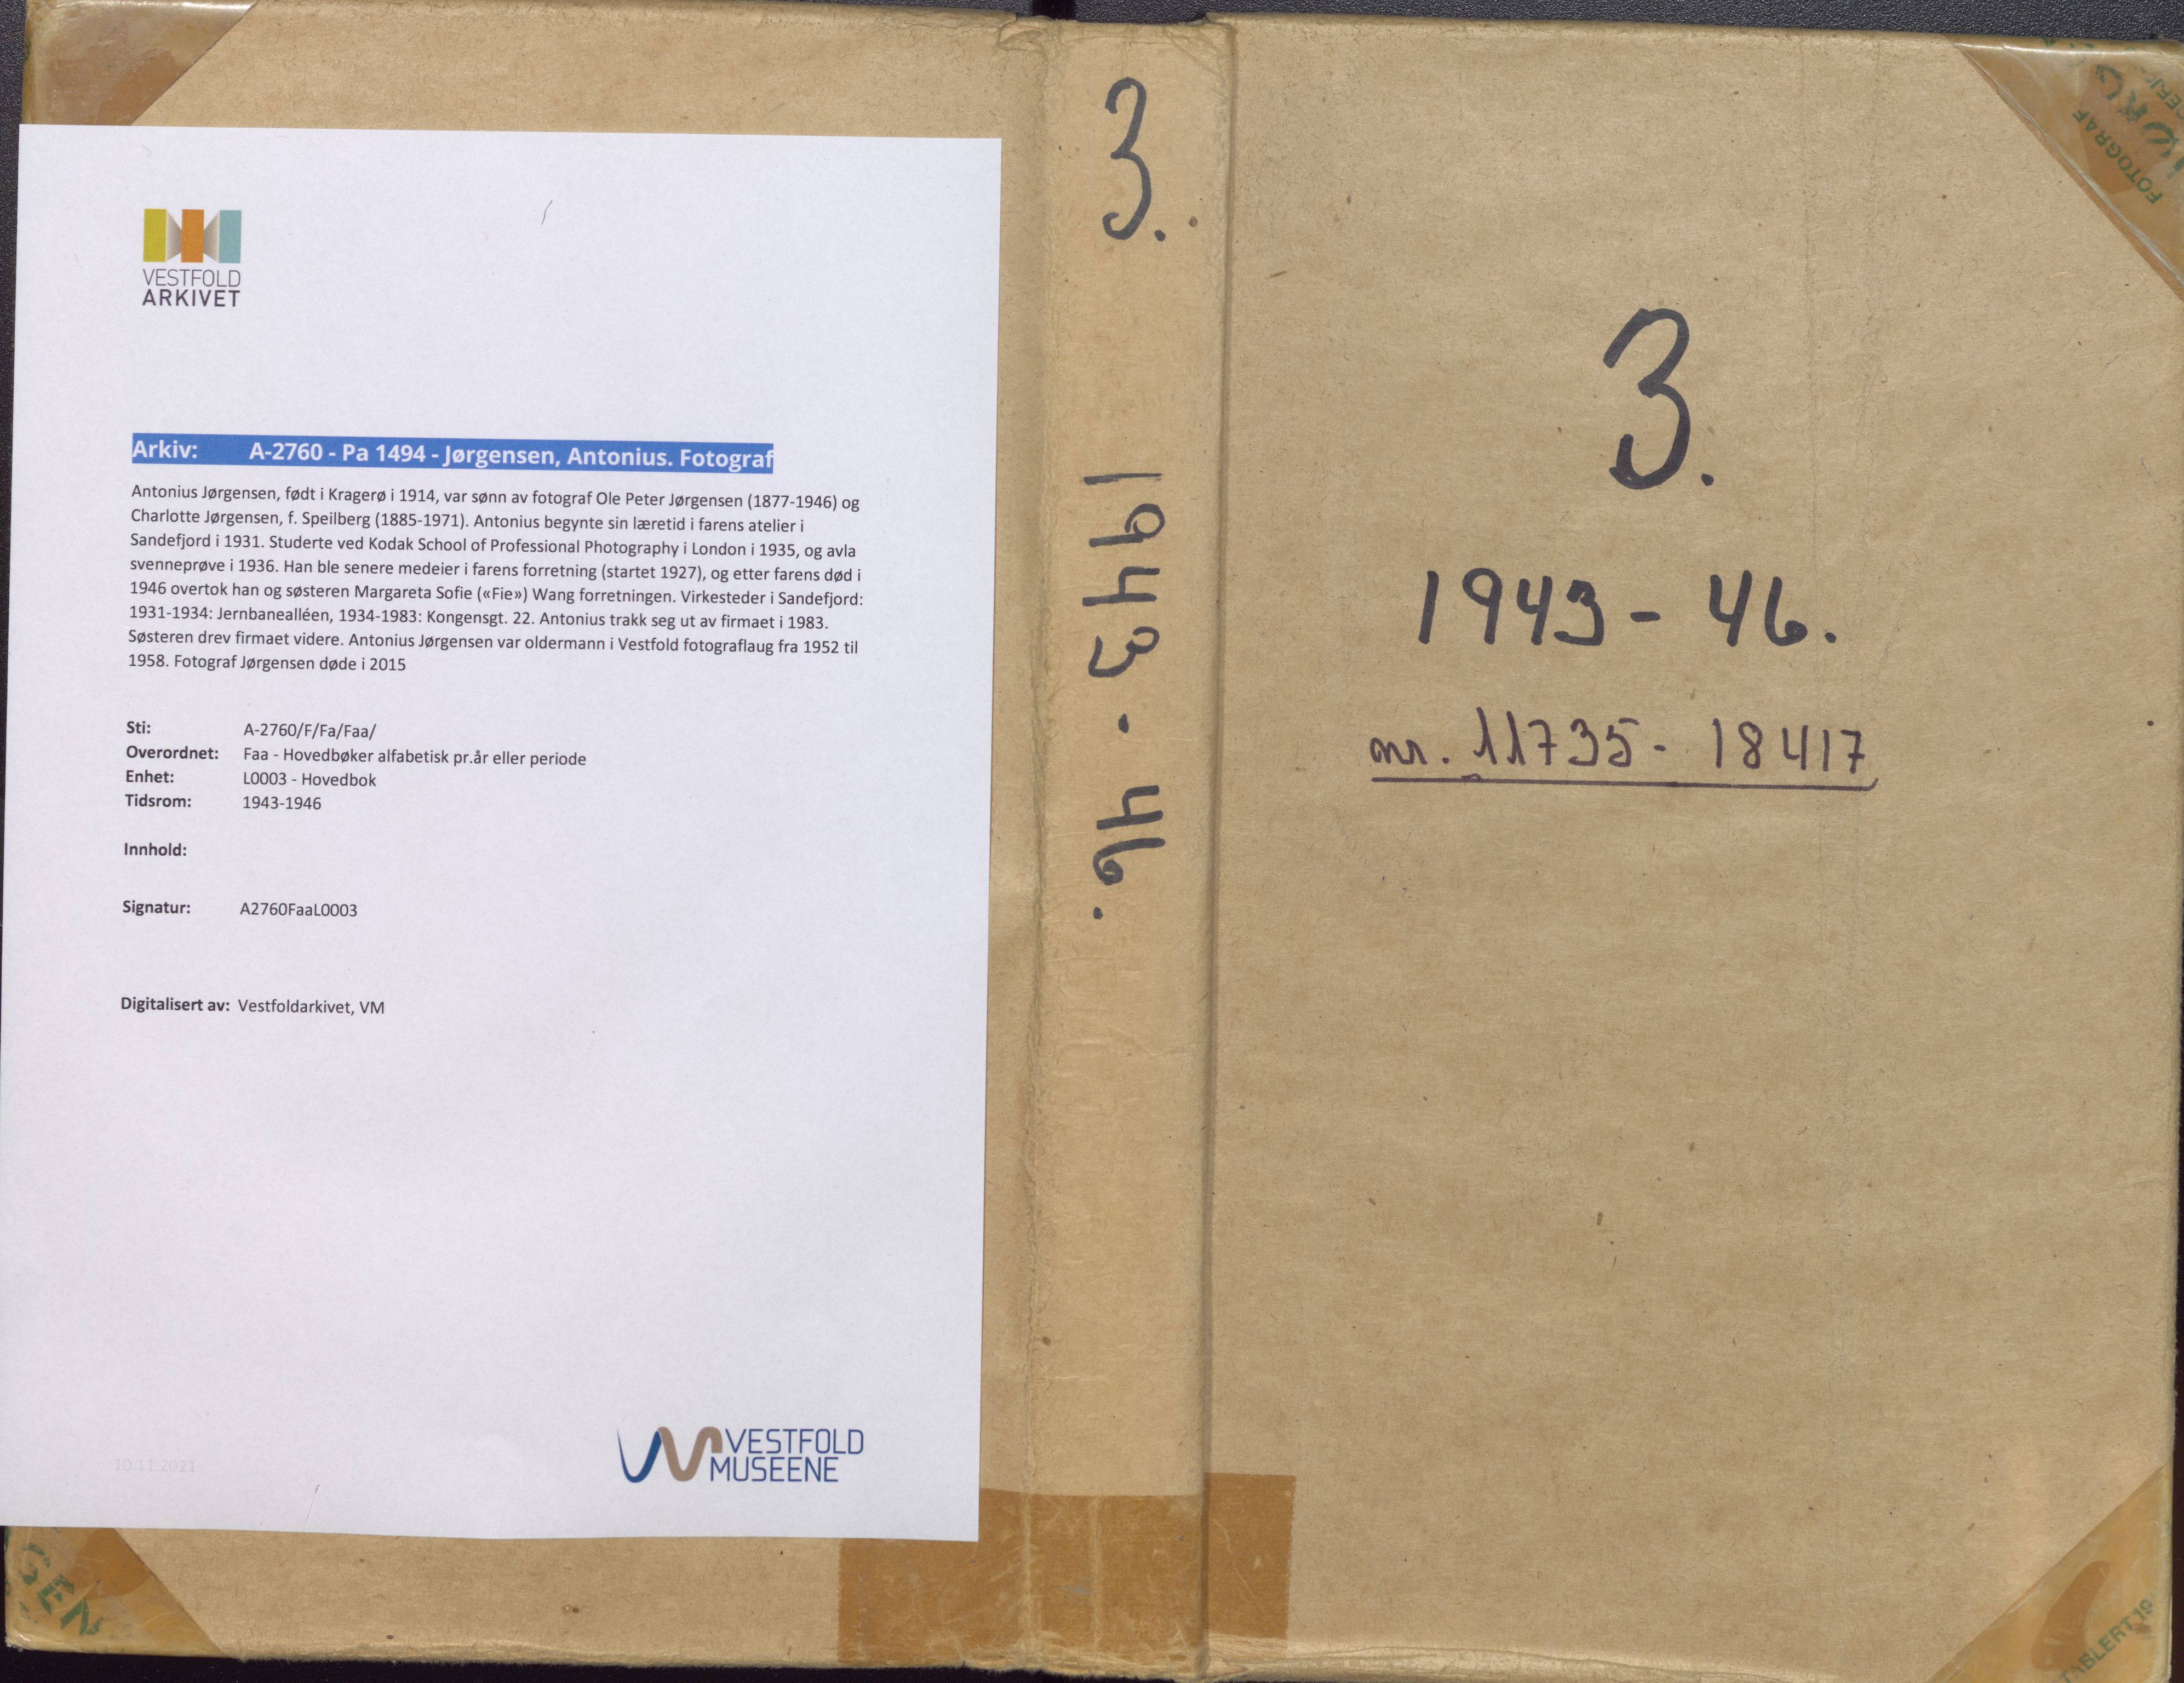 VESTFOLD
ARKIVET
Arkiv: A-2760 - Pa 1494 - Jørgensen, Antonius. Fotograf
Antonius Jørgensen, født i Kragerø i 1914, var sønn av fotograf Ole Peter Jørgensen (1877-1946) og
Charlotte Jørgensen, f. Speilberg (1885-1971). Antonius begynte sin læretid i farens atelier i
Sandefjord i 1931. Studerte ved Kodak School of Professional Photography i London i 1935, og avla
svenneprøve i 1936. Han ble senere medeier i farens forretning (startet 1927), og etter farens død i
1946 overtok han og søsteren Margareta Sofie («Fie») Wang forretningen. Virkesteder i Sandefjord:
1931-1934: Jernbanealléen, 1934-1983: Kongensgt. 22. Antonius trakk seg ut av firmaet i 1983.
Søsteren drev firmaet videre. Antonius Jørgensen var oldermann i Vestfold fotograflaug fra 1952 til
1958. Fotograf Jørgensen døde i 2015
Sti: A-2760/F/Fa/Faa/
Overordnet: Faa - Hovedbøker alfabetisk pr.år eller periode
Enhet: L0003 - Hovedbok
Tidsrom: 1943-1946
Innhold:
Signatur: A2760FaaL0003
Digitalisert av: Vestfoldarkivet, VM
10.11.2021
VESTFOLD
MUSEENE
GEN
3.
1943 - 46.
3.
1943 - 46.
nr. 11735 - 18417
FOTOGRAF
TABLERT 19